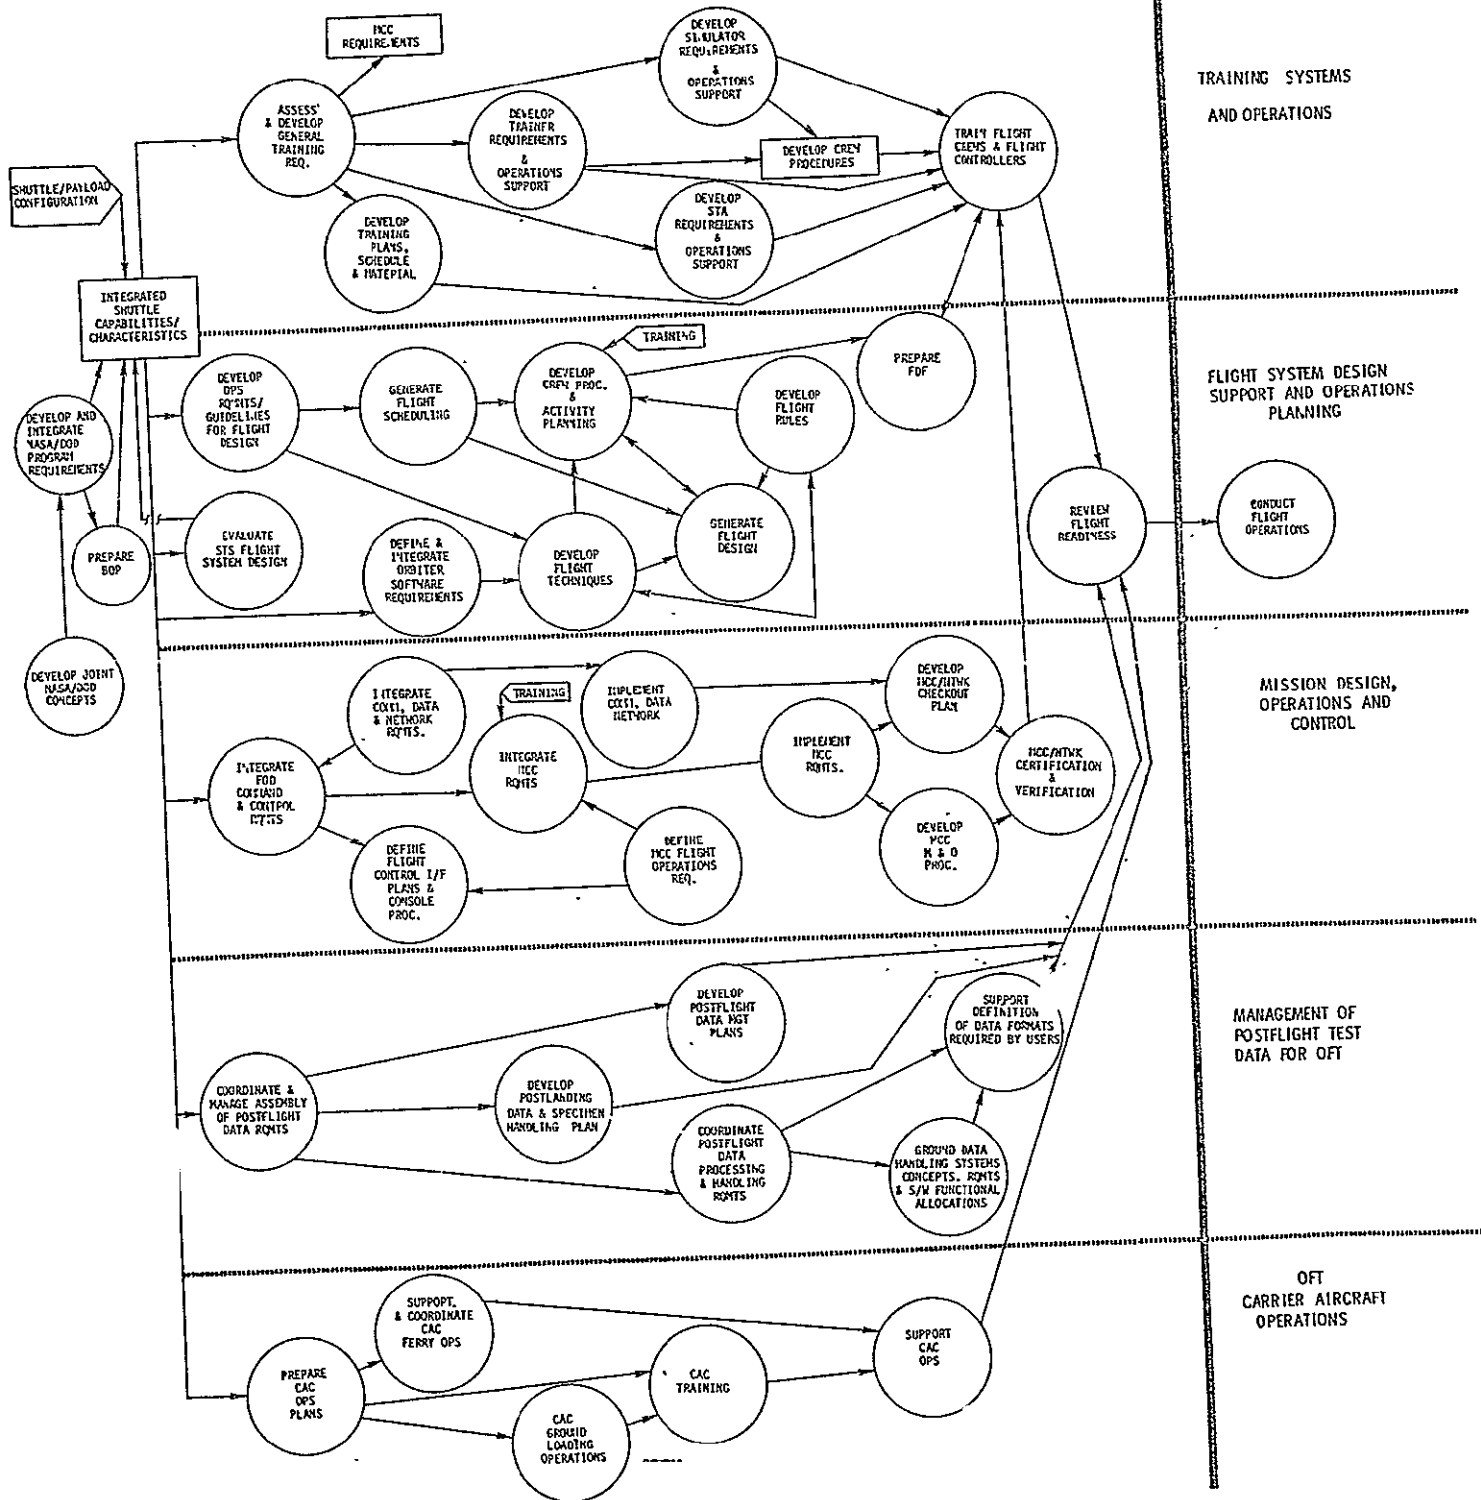 MCC
REQUIREMENTS
ASSESS
& DEVELOP
GENERAL
TRAINING
REQ.
DEVELOP
SIMULATOR
REQUIREMENTS
&
OPERATIONS
SUPPORT
DEVELOP
TRAINER
REQUIREMENTS
&
OPERATIONS
SUPPORT
DEVELOP CREW
PROCEDURES
TRAIN FLIGHT
CREWS & FLIGHT
CONTROLLERS
DEVELOP
TRAINING
PLANS,
SCHEDULE
& MATERIAL
DEVELOP
STA
REQUIREMENTS
&
OPERATIONS
SUPPORT
TRAINING SYSTEMS
AND OPERATIONS
SHUTTLE/PAYLOAD
CONFIGURATION
INTEGRATED
SHUTTLE
CAPABILITIES/
CHARACTERISTICS
DEVELOP AND
INTEGRATE
NASA/DOD
PROGRAM
REQUIREMENTS
PREPARE
BOP
DEVELOP JOINT
NASA/DOD
CONCEPTS
DEVELOP
OPS
RQMTS/
GUIDELINES
FOR FLIGHT
DESIGN
GENERATE
FLIGHT
SCHEDULING
DEVELOP
CREW PROC.
&
ACTIVITY
PLANNING
TRAINING
DEVELOP
FLIGHT
RULES
PREPARE
FDF
EVALUATE
STS FLIGHT
SYSTEM DESIGN
DEFINE &
INTEGRATE
ORBITER
SOFTWARE
REQUIREMENTS
DEVELOP
FLIGHT
TECHNIQUES
GENERATE
FLIGHT
DESIGN
REVIEW
FLIGHT
READINESS
CONDUCT
FLIGHT
OPERATIONS
FLIGHT SYSTEM DESIGN
SUPPORT AND OPERATIONS
PLANNING
INTEGRATE
COMM, DATA
& NETWORK
RQMTS.
TRAINING
IMPLEMENT
COMM, DATA
NETWORK
DEVELOP
MCC/NTWK
CHECKOUT
PLAN
INTEGRATE
FOD
COMMAND
& CONTROL
RQMTS
INTEGRATE
MCC
RQMTS
IMPLEMENT
MCC
RQMTS.
MCC/NTWK
CERTIFICATION
&
VERIFICATION
DEFINE
FLIGHT
CONTROL I/F
PLANS &
CONSOLE
PROC.
DEFINE
MCC FLIGHT
OPERATIONS
REQ.
DEVELOP
MCC
M & O
PROC.
MISSION DESIGN,
OPERATIONS AND
CONTROL
COORDINATE &
MANAGE ASSEMBLY
OF POSTFLIGHT
DATA RQMTS
DEVELOP
POSTFLIGHT
DATA MGT
PLANS
DEVELOP
POSTLANDING
DATA & SPECIMEN
HANDLING PLAN
COORDINATE
POSTFLIGHT
DATA
PROCESSING
& HANDLING
RQMTS
SUPPORT
DEFINITION
OF DATA FORMATS
REQUIRED BY USERS
GROUND DATA
HANDLING SYSTEMS
CONCEPTS, RQMTS
& S/W FUNCTIONAL
ALLOCATIONS
MANAGEMENT OF
POSTFLIGHT TEST
DATA FOR OFT
PREPARE
CAC
OPS
PLANS
SUPPORT
& COORDINATE
CAC
FERRY OPS
CAC
GROUND
LOADING
OPERATIONS
CAC
TRAINING
SUPPORT
CAC
OPS
OFT
CARRIER AIRCRAFT
OPERATIONS